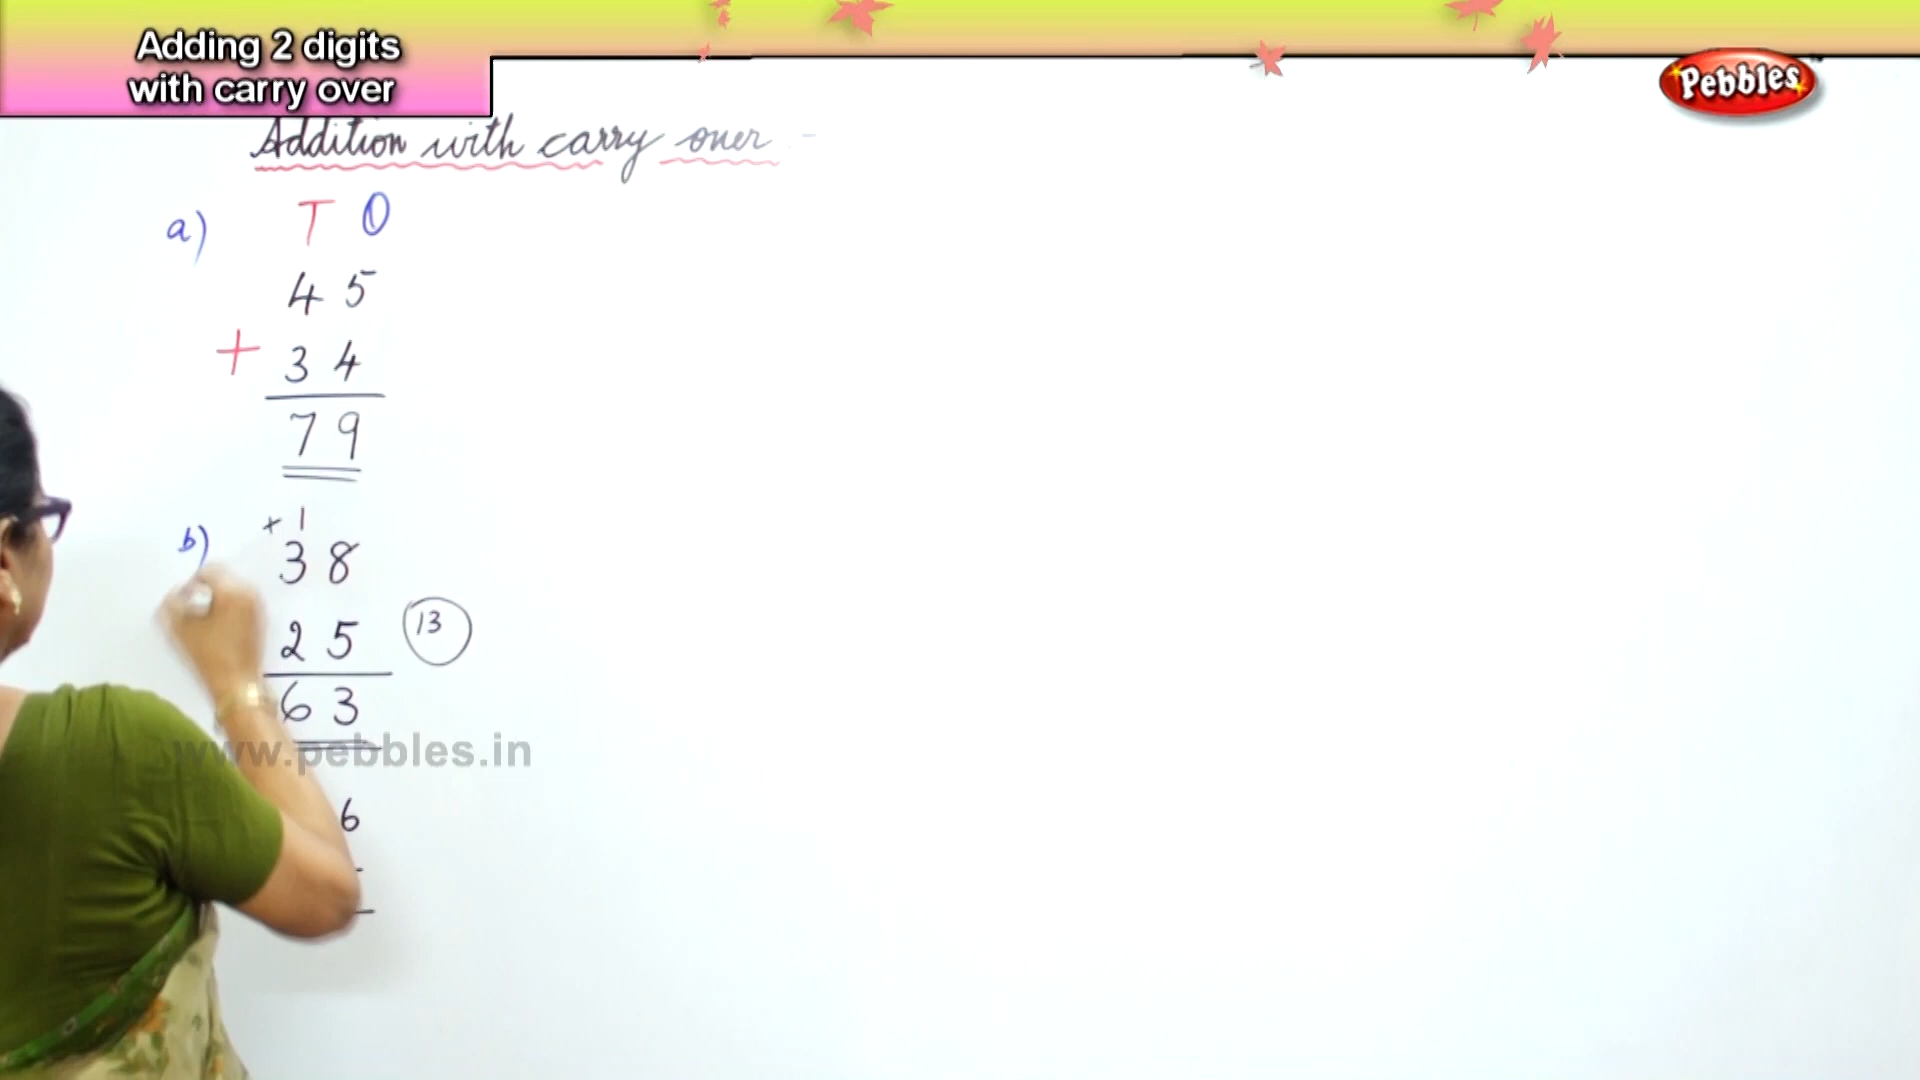 Adding 2 digits
with carry over
Pebbles
Addition with carry over -
a) T O
4 5
+ 3 4
7 9
+ 1
b) 3 8
2 5 13
6 3
www.pebbles.in
6